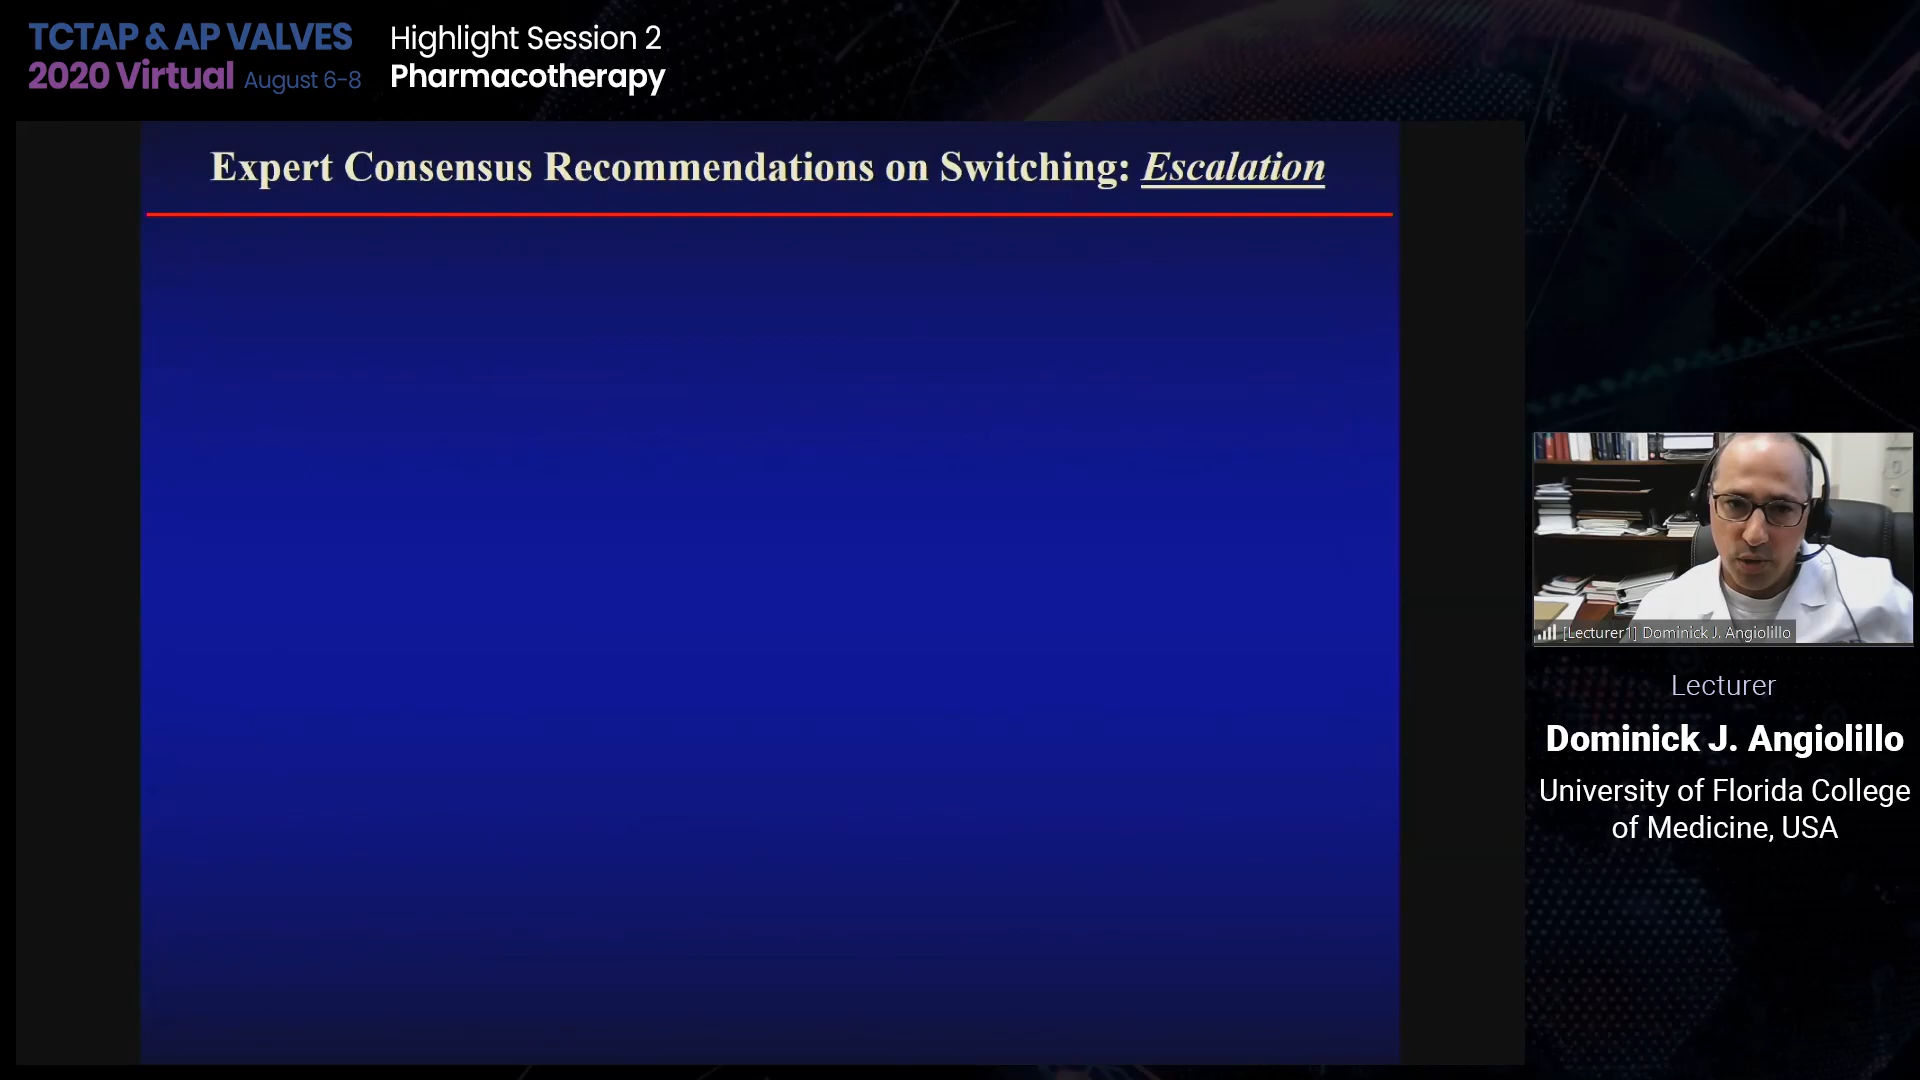 TCTAP & AP VALVES
2020 Virtual August 6-8
Highlight Session 2
Pharmacotherapy
Expert Consensus Recommendations on Switching: Escalation
[Lecturer1] Dominick J. Angiolillo
Lecturer
Dominick J. Angiolillo
University of Florida College
of Medicine, USA